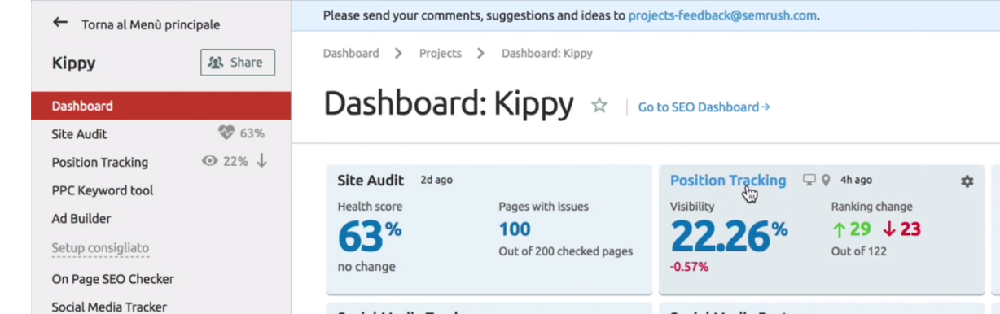 Torna al Menù principale
Kippy
Share
Dashboard
Site Audit 63%
Position Tracking 22%
PPC Keyword tool
Ad Builder
Setup consigliato
On Page SEO Checker
Social Media Tracker
Please send your comments, suggestions and ideas to projects-feedback@semrush.com.
Dashboard Projects Dashboard: Kippy
Dashboard: Kippy
Go to SEO Dashboard→
Site Audit 2d ago
Health score
63%
no change
Pages with issues
100
Out of 200 checked pages
Position Tracking 4h ago
Visibility
22.26%
-0.57%
Ranking change
↑29 ↓23
Out of 122